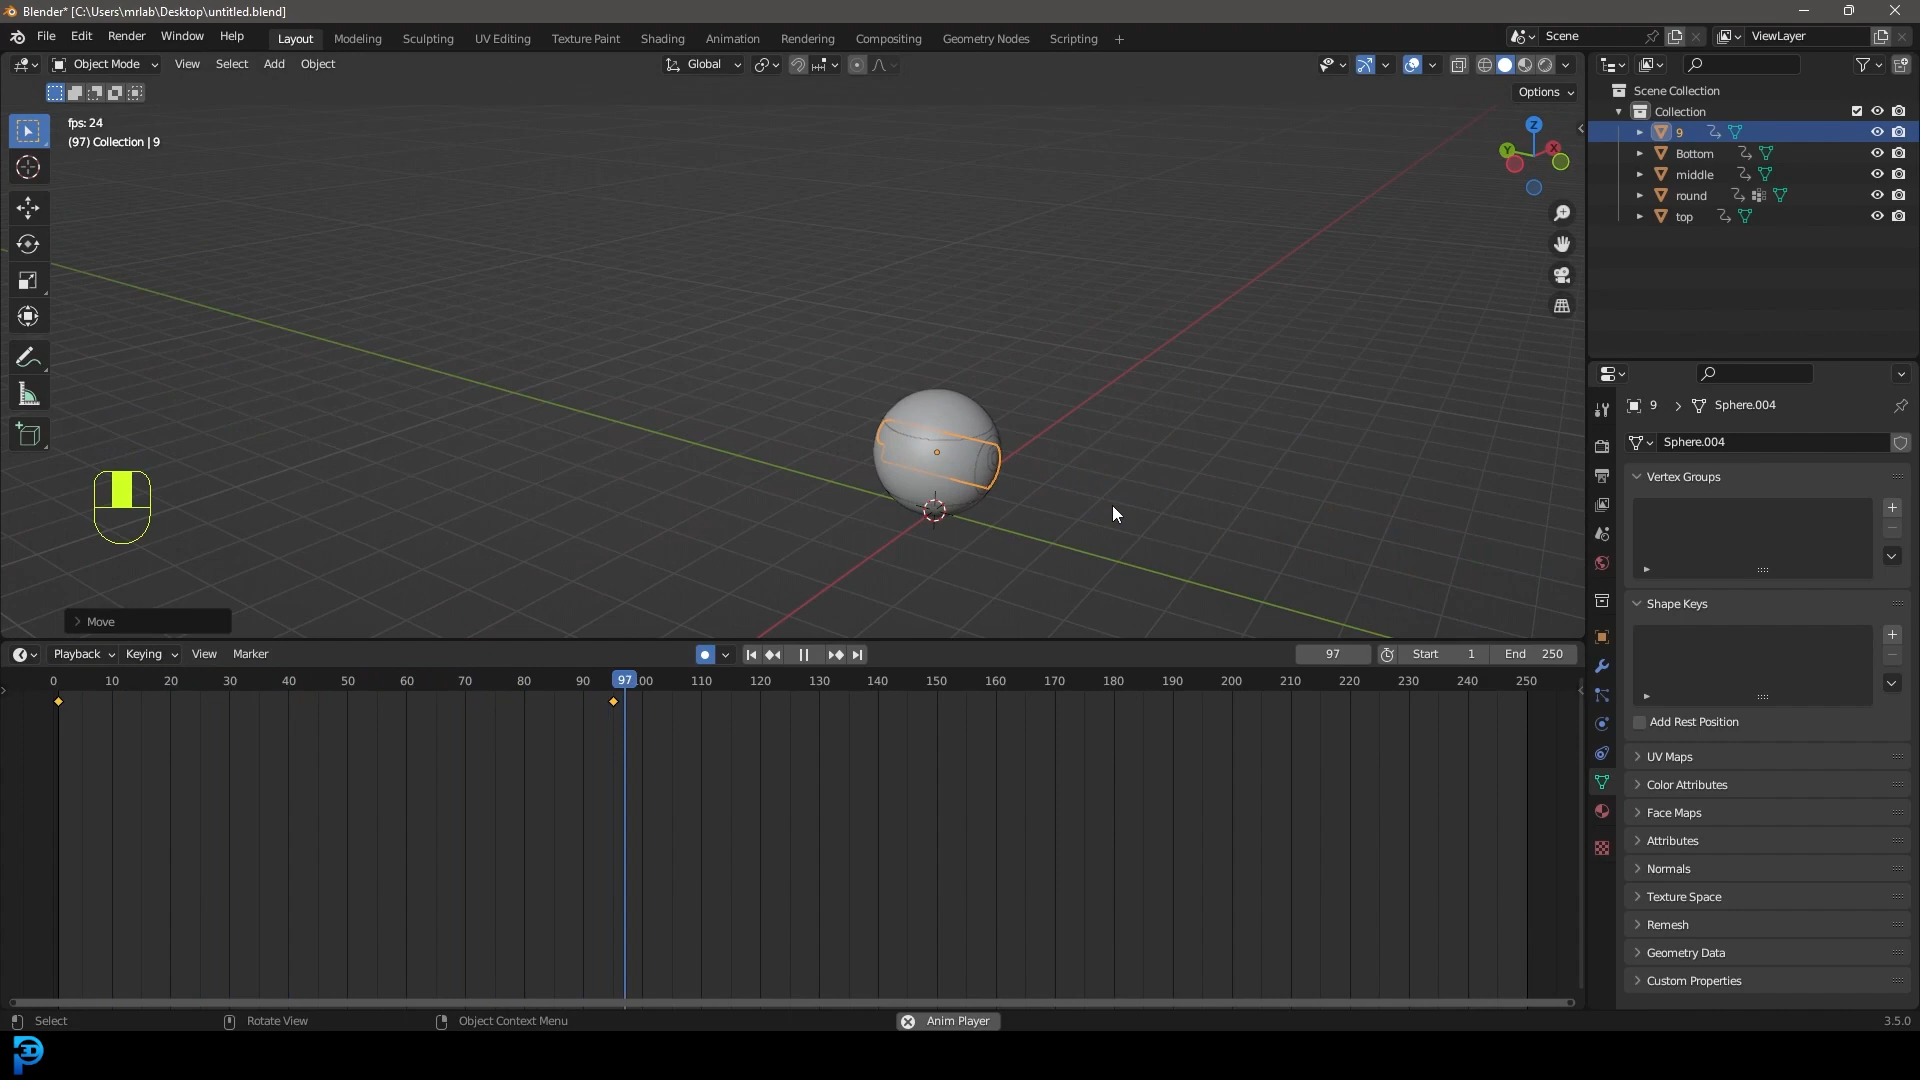 Blender* [C:\Users\mrlab\Desktop\untitled.blend]
File Edit Render Window Help Layout Modeling Sculpting UV Editing Texture Paint Shading Animation Rendering Compositing Geometry Nodes Scripting + Scene ViewLayer
Object Mode View Select Add Object Global
Options
fps: 24
(97) Collection | 9
Z
Y X
Move
Scene Collection
Collection
9
Bottom
middle
round
top
9 Sphere.004
Sphere.004
Vertex Groups
Shape Keys
Add Rest Position
UV Maps
Color Attributes
Face Maps
Attributes
Normals
Texture Space
Remesh
Geometry Data
Custom Properties
Playback Keying View Marker 97 Start 1 End 250
0 10 20 30 40 50 60 70 80 90 97 00 110 120 130 140 150 160 170 180 190 200 210 220 230 240 250
Select Rotate View Object Context Menu Anim Player 3.5.0
3D